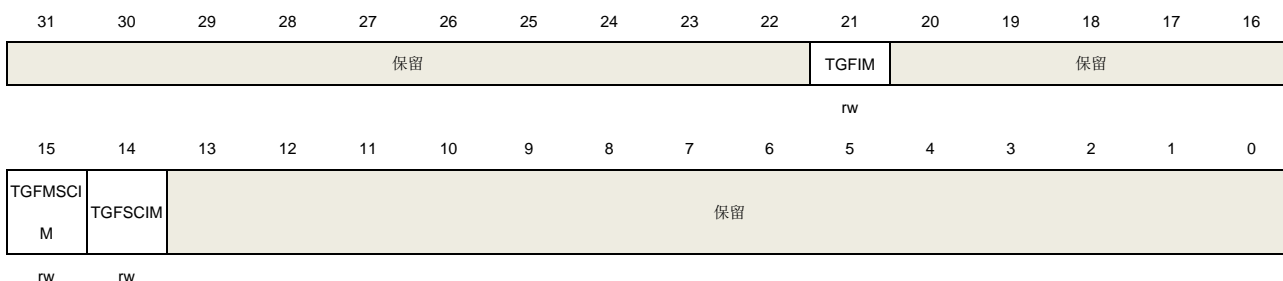 31 30 29 28 27 26 25 24 23 22 21 20 19 18 17 16
保留 TGFIM 保留
rw
15 14 13 12 11 10 9 8 7 6 5 4 3 2 1 0
TGFMSCI
M TGFSCIM 保留
rw rw